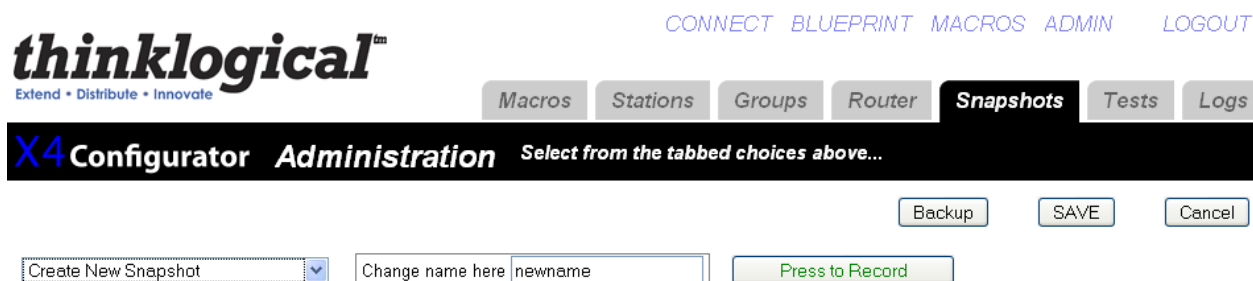 CONNECT BLUEPRINT MACROS ADMIN LOGOUT
thinklogical™
Extend • Distribute • Innovate
Macros Stations Groups Router Snapshots Tests Logs
X4 Configurator Administration Select from the tabbed choices above...
Backup SAVE Cancel
Create New Snapshot Change name here newname Press to Record